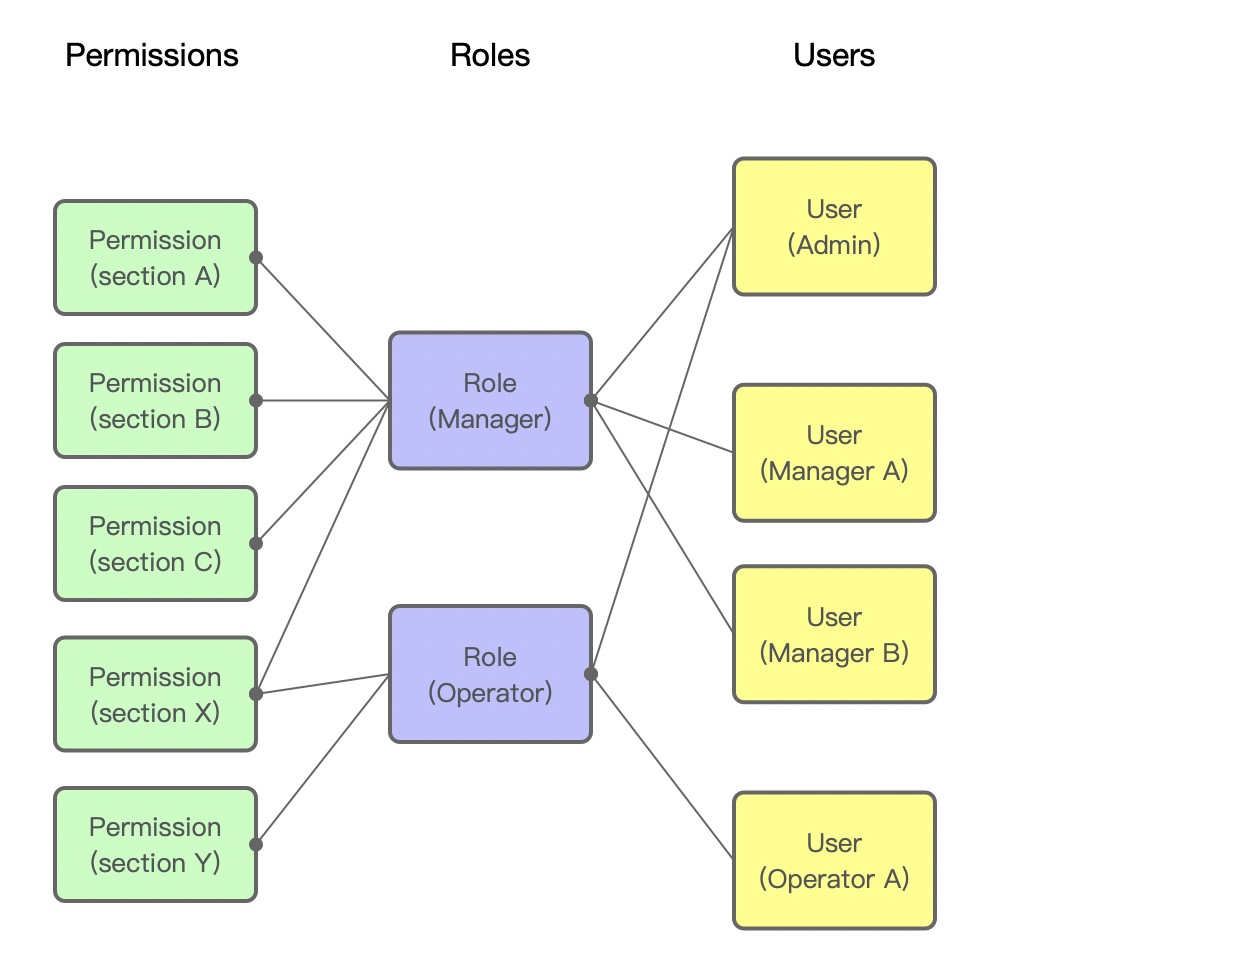 Permissions
Roles
Users
Permission
(section A)
Permission
(section B)
Permission
(section C)
Permission
(section X)
Permission
(section Y)
Role
(Manager)
Role
(Operator)
User
(Admin)
User
(Manager A)
User
(Manager B)
User
(Operator A)